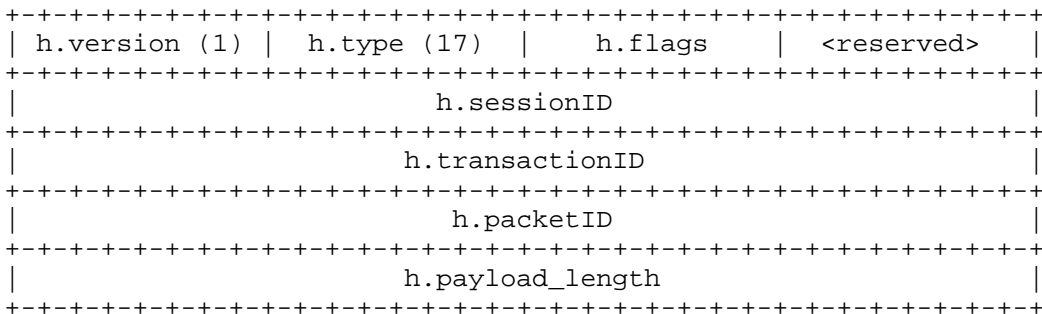 +-+-+-+-+-+-+-+-+-+-+-+-+-+-+-+-+-+-+-+-+-+-+-+-+-+-+-+-+-+-+-+-+
| h.version (1) |  h.type (17)  |    h.flags    |  <reserved>   |
+-+-+-+-+-+-+-+-+-+-+-+-+-+-+-+-+-+-+-+-+-+-+-+-+-+-+-+-+-+-+-+-+
|                          h.sessionID                          |
+-+-+-+-+-+-+-+-+-+-+-+-+-+-+-+-+-+-+-+-+-+-+-+-+-+-+-+-+-+-+-+-+
|                        h.transactionID                        |
+-+-+-+-+-+-+-+-+-+-+-+-+-+-+-+-+-+-+-+-+-+-+-+-+-+-+-+-+-+-+-+-+
|                           h.packetID                          |
+-+-+-+-+-+-+-+-+-+-+-+-+-+-+-+-+-+-+-+-+-+-+-+-+-+-+-+-+-+-+-+-+
|                        h.payload_length                       |
+-+-+-+-+-+-+-+-+-+-+-+-+-+-+-+-+-+-+-+-+-+-+-+-+-+-+-+-+-+-+-+-+